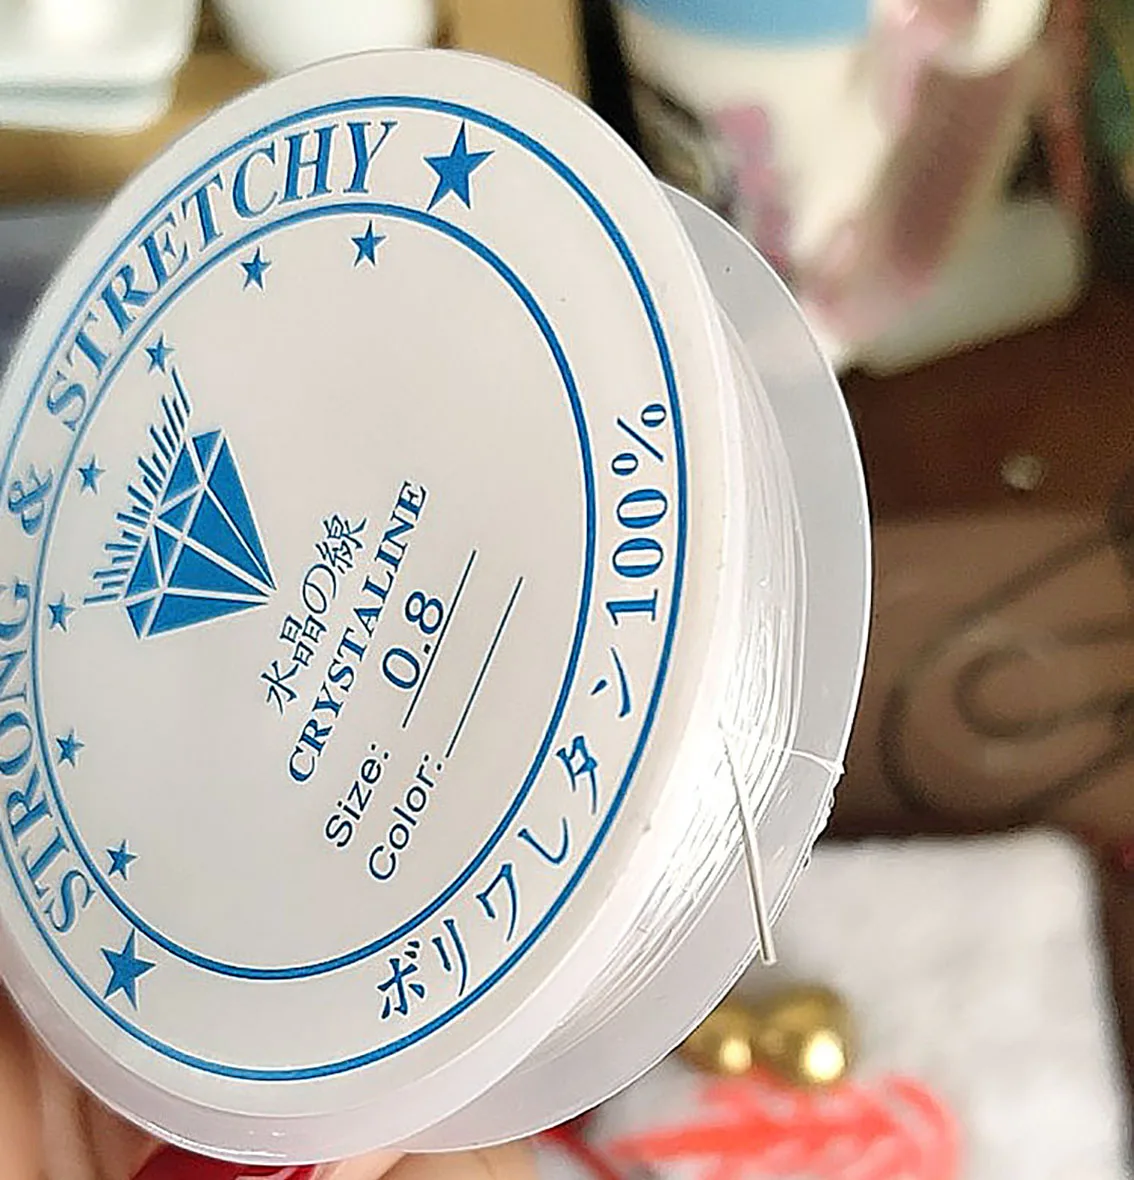 STRONG & STRETCHY
水晶の線
CRYSTALINE
Size: 0.8
Color:
ポリワレタン100%